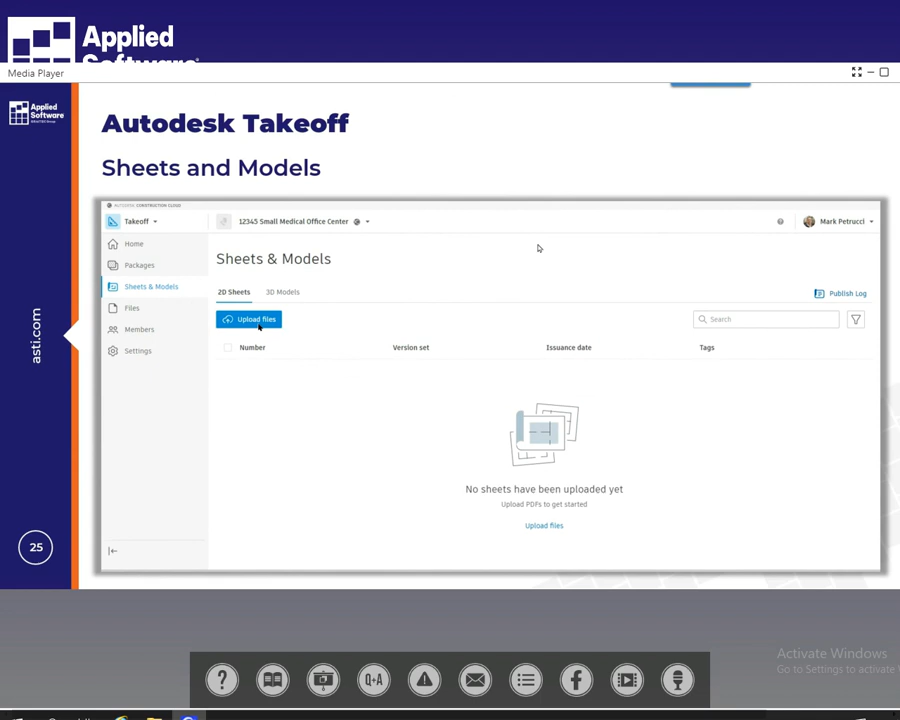 Applied
Software
Media Player
Applied
Software
Autodesk Takeoff
Sheets and Models
AUTODESK CONSTRUCTION CLOUD
Takeoff
12345 Small Medical Office Center
Mark Petrucci
Home
Packages
Sheets & Models
Files
Members
Settings
Sheets & Models
2D Sheets
3D Models
Publish Log
Upload files
Search
Number
Version set
Issuance date
Tags
No sheets have been uploaded yet
Upload PDFs to get started
Upload files
asti.com
25
Activate Windows
Go to Settings to activate
?
Q+A